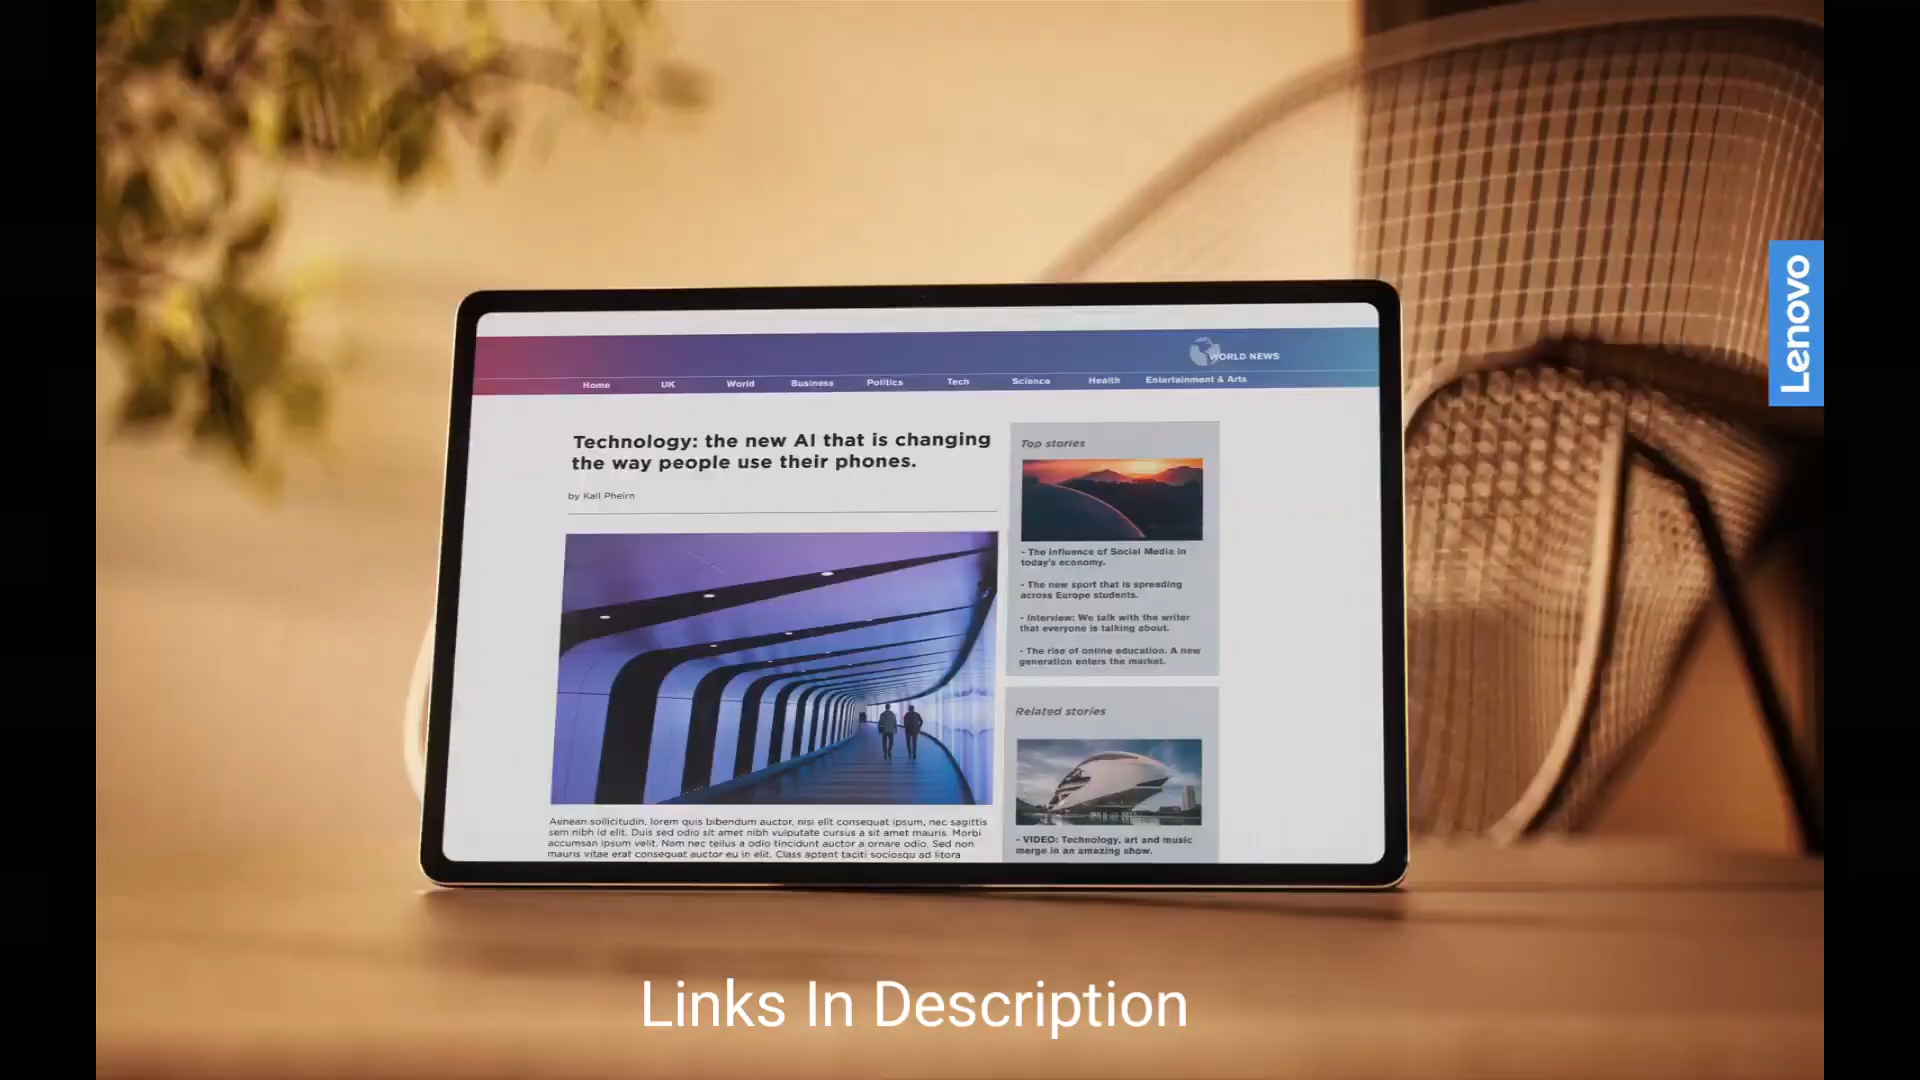 Lenovo
WORLD NEWS
Home UK World Business Politics Tech Science Health Entertainment & Arts
Technology: the new AI that is changing
the way people use their phones.
by Kali Pheirn
Aenean sollicitudin, lorem quis bibendum auctor, nisi elit consequat ipsum, nec sagittis
sem nibh id elit. Duis sed odio sit amet nibh vulputate cursus a sit amet mauris. Morbi
accumsan ipsum velit. Nam nec tellus a odio tincidunt auctor a ornare odio. Sed non
mauris vitae erat consequat auctor eu in elit. Class aptent taciti sociosqu ad litora
Top stories
- The influence of Social Media in
today's economy.
- The new sport that is spreading
across Europe students.
- Interview: We talk with the writer
that everyone is talking about.
- The rise of online education. A new
generation enters the market.
Related stories
- VIDEO: Technology, art and music
merge in an amazing show.
Links In Description